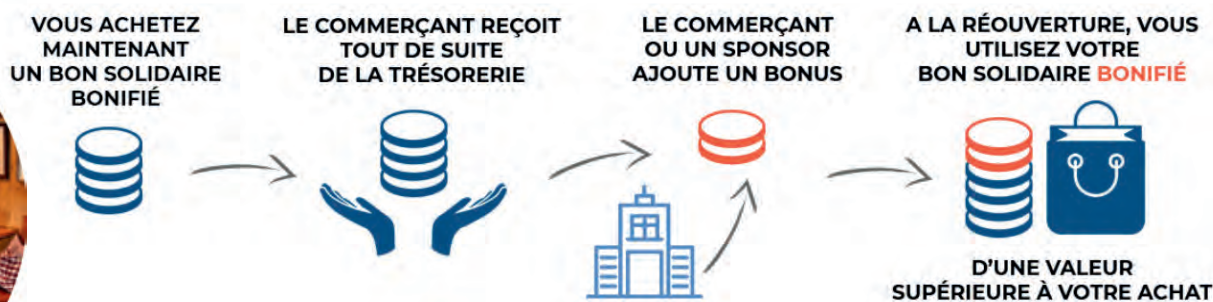 VOUS ACHETEZ
MAINTENANT
UN BON SOLIDAIRE
BONIFIÉ
LE COMMERÇANT REÇOIT
TOUT DE SUITE
DE LA TRÉSORERIE
LE COMMERÇANT
OU UN SPONSOR
AJOUTE UN BONUS
A LA RÉOUVERTURE, VOUS
UTILISEZ VOTRE
BON SOLIDAIRE BONIFIÉ
D'UNE VALEUR
SUPÉRIEURE À VOTRE ACHAT